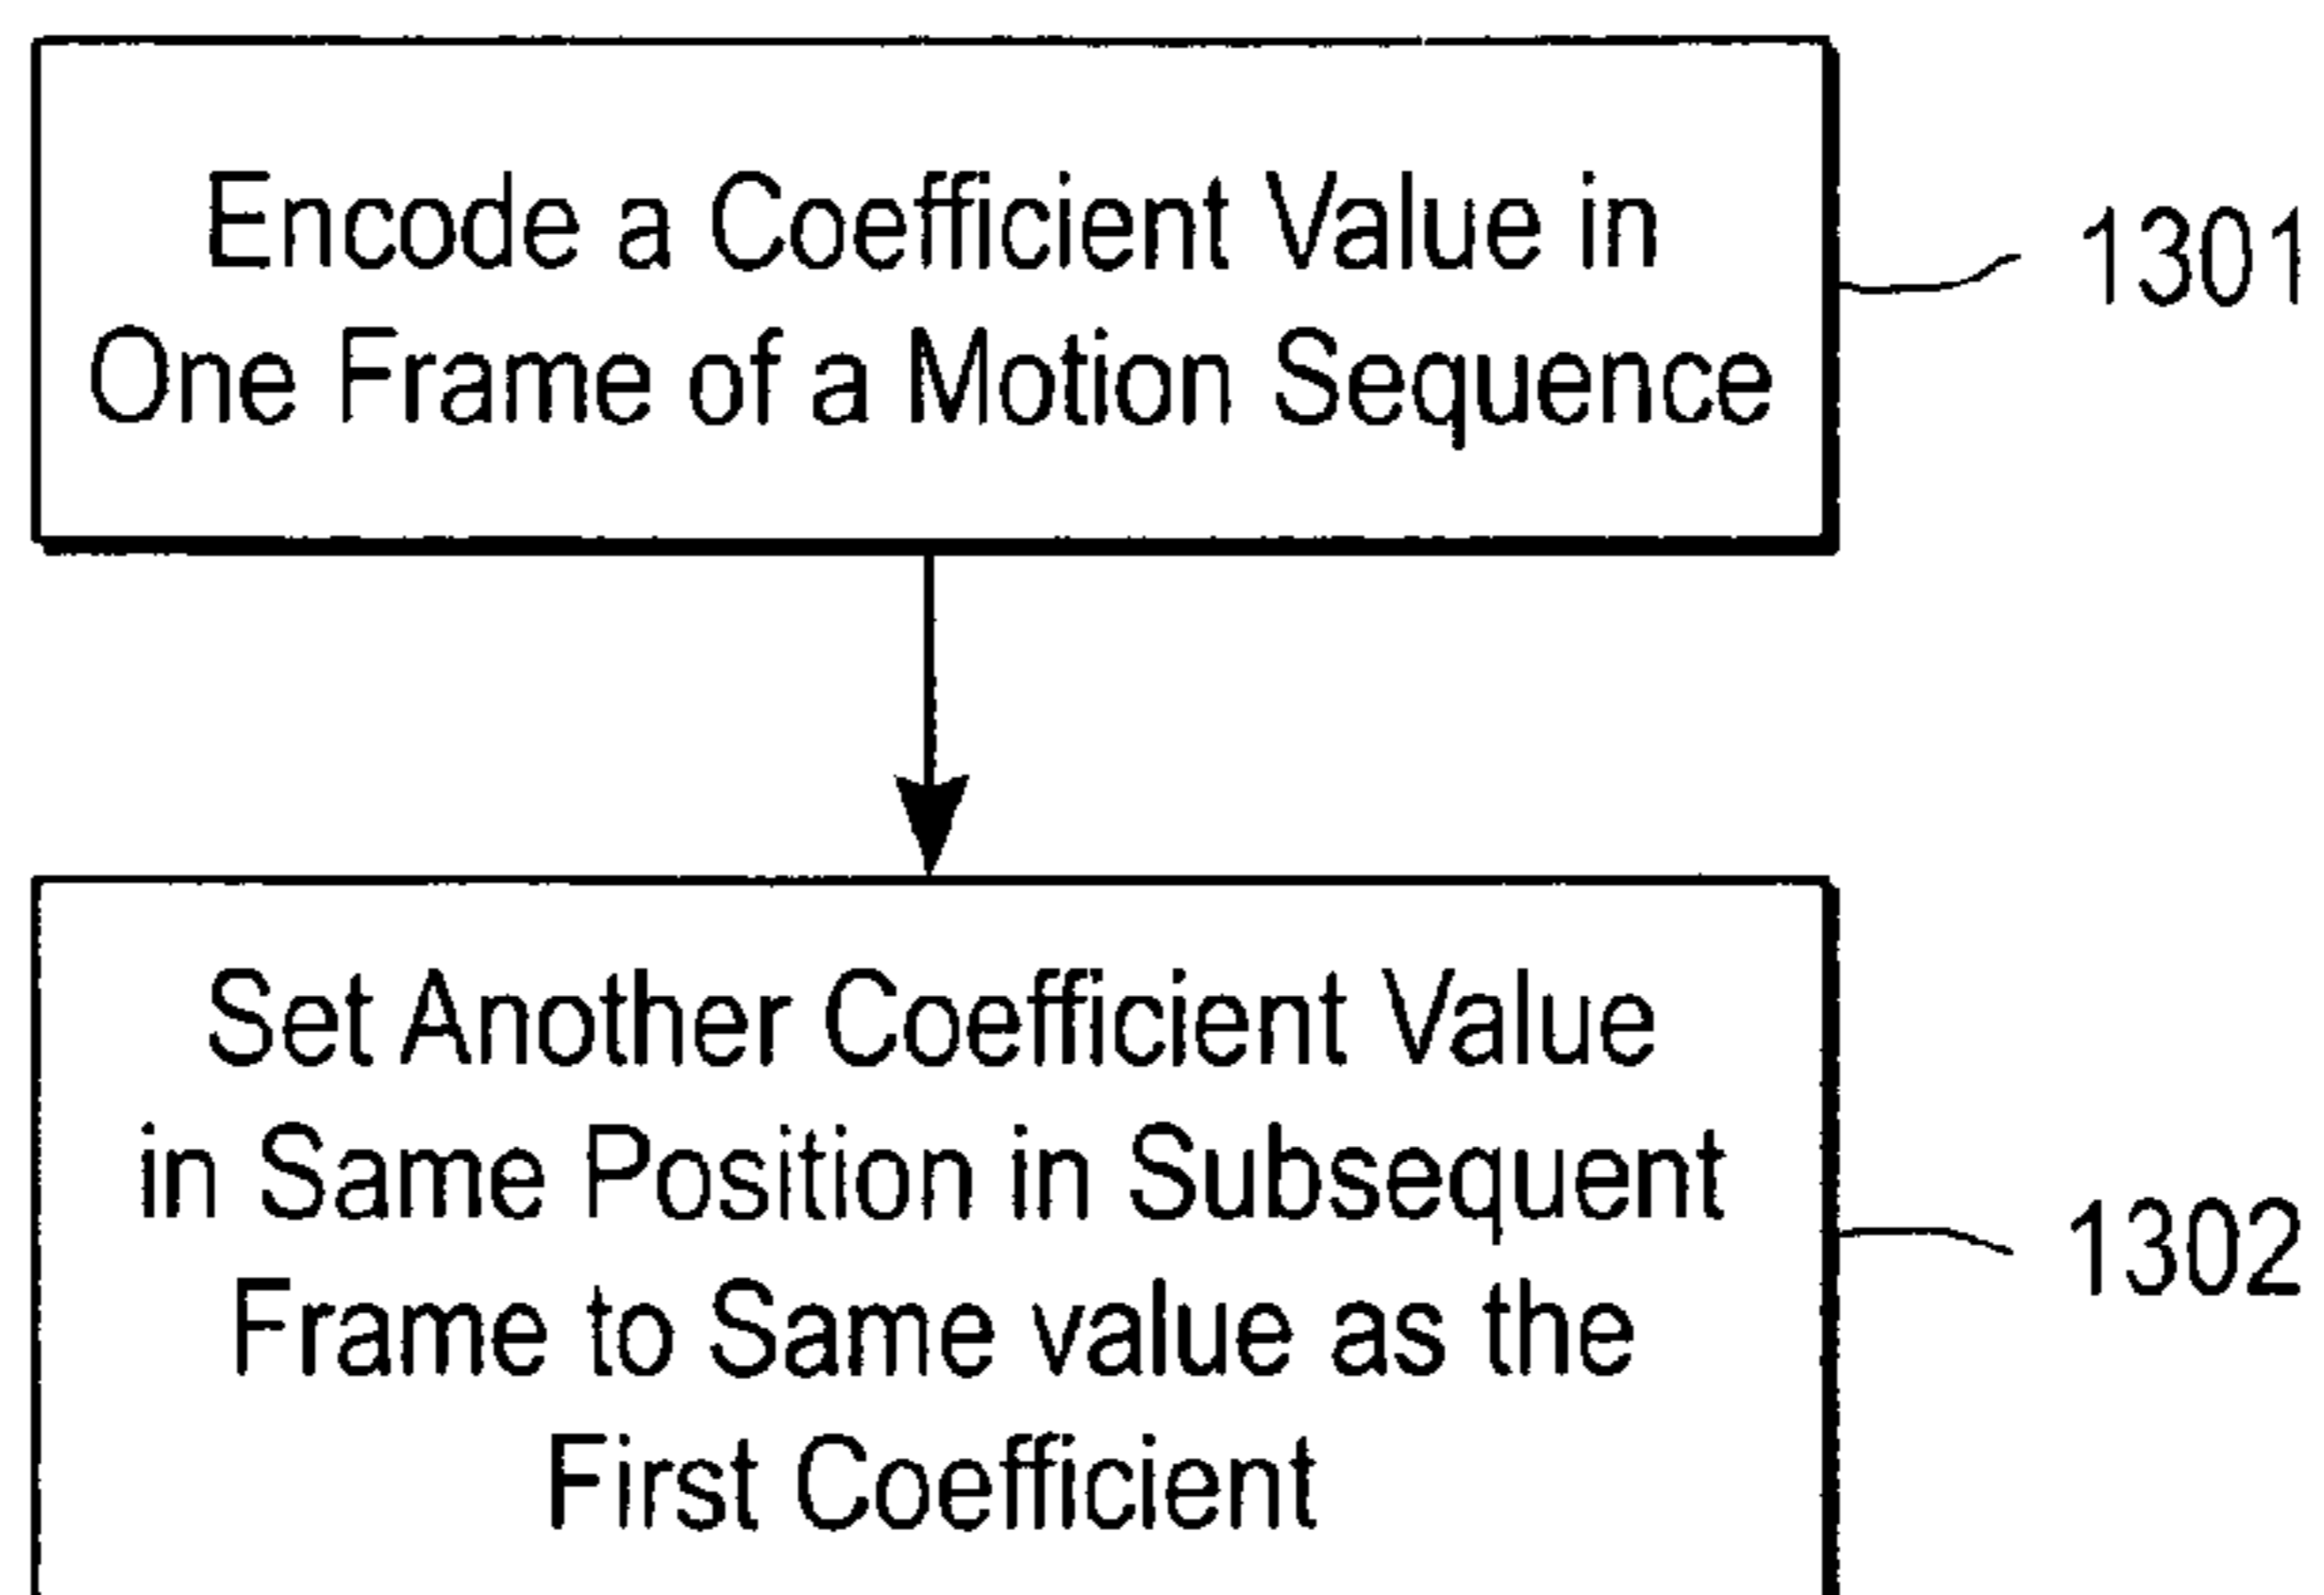 Encode a Coefficient Value in
One Frame of a Motion Sequence
1301
Set Another Coefficient Value
in Same Position in Subsequent
Frame to Same value as the
First Coefficient
1302